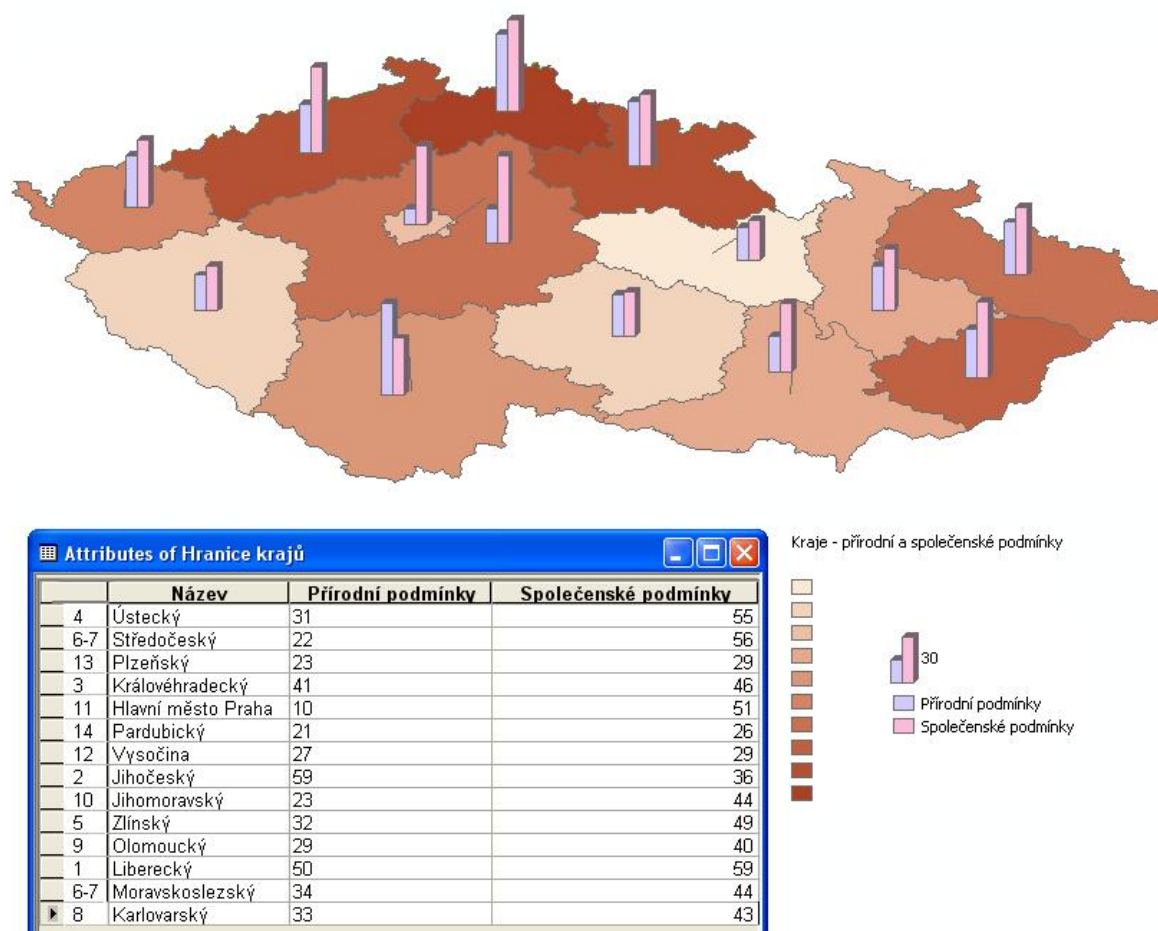 Attributes of Hranice krajů
Název Přírodní podmínky Společenské podmínky
4 Ústecký 31 55
6-7 Středočeský 22 56
13 Plzeňský 23 29
3 Královéhradecký 41 46
11 Hlavní město Praha 10 51
14 Pardubický 21 26
12 Vysočina 27 29
2 Jihočeský 59 36
10 Jihomoravský 23 44
5 Zlínský 32 49
9 Olomoucký 29 40
1 Liberecký 50 59
6-7 Moravskoslezský 34 44
8 Karlovarský 33 43
Kraje - přírodní a společenské podmínky
30
Přírodní podmínky
Společenské podmínky